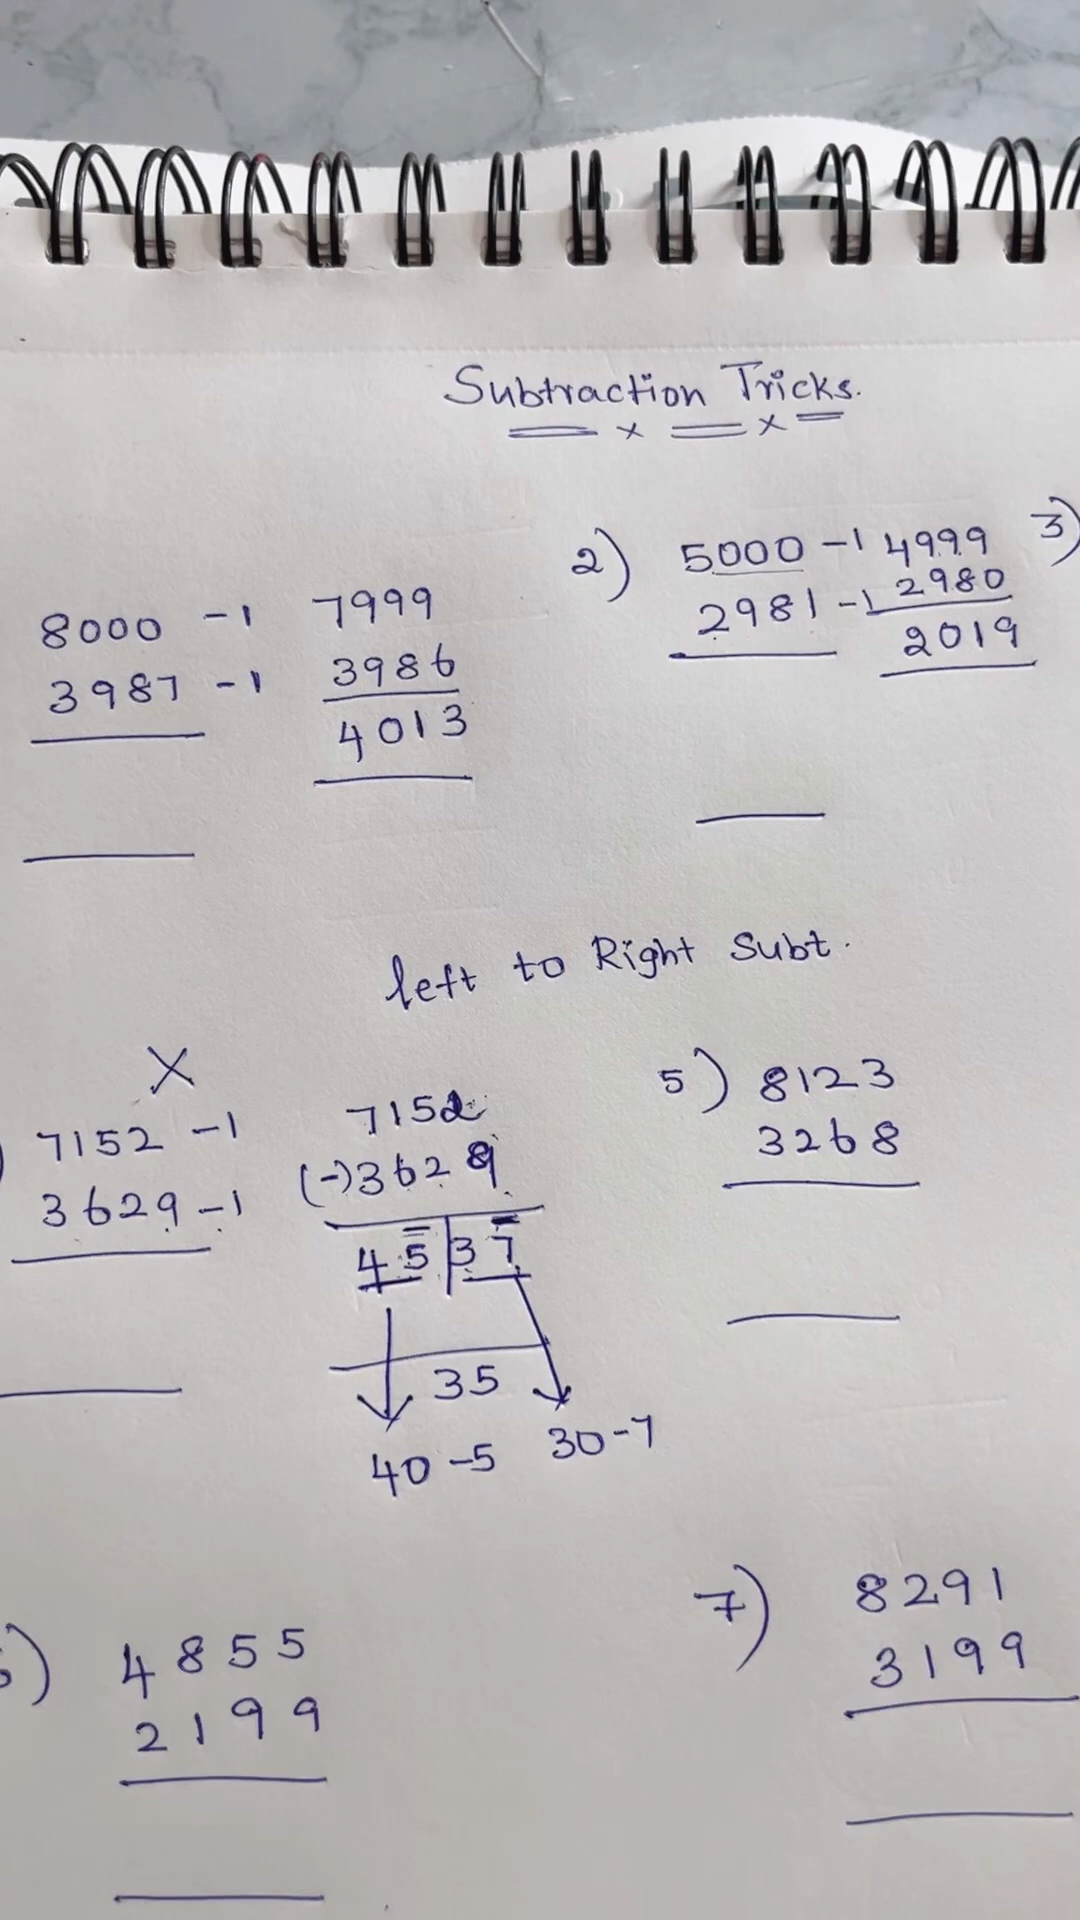 Subtraction Tricks.
8000 -1 7999
3987 -1 3986
4013
2) 5000 -1 4999
2981 -1 2980
2019
3)
left to Right Subt.
X
7152 -1 7152
3629 -1 (-)3629
45 37
35
40-5 30-7
5) 8123
3268
4855
2199
7) 8291
3199